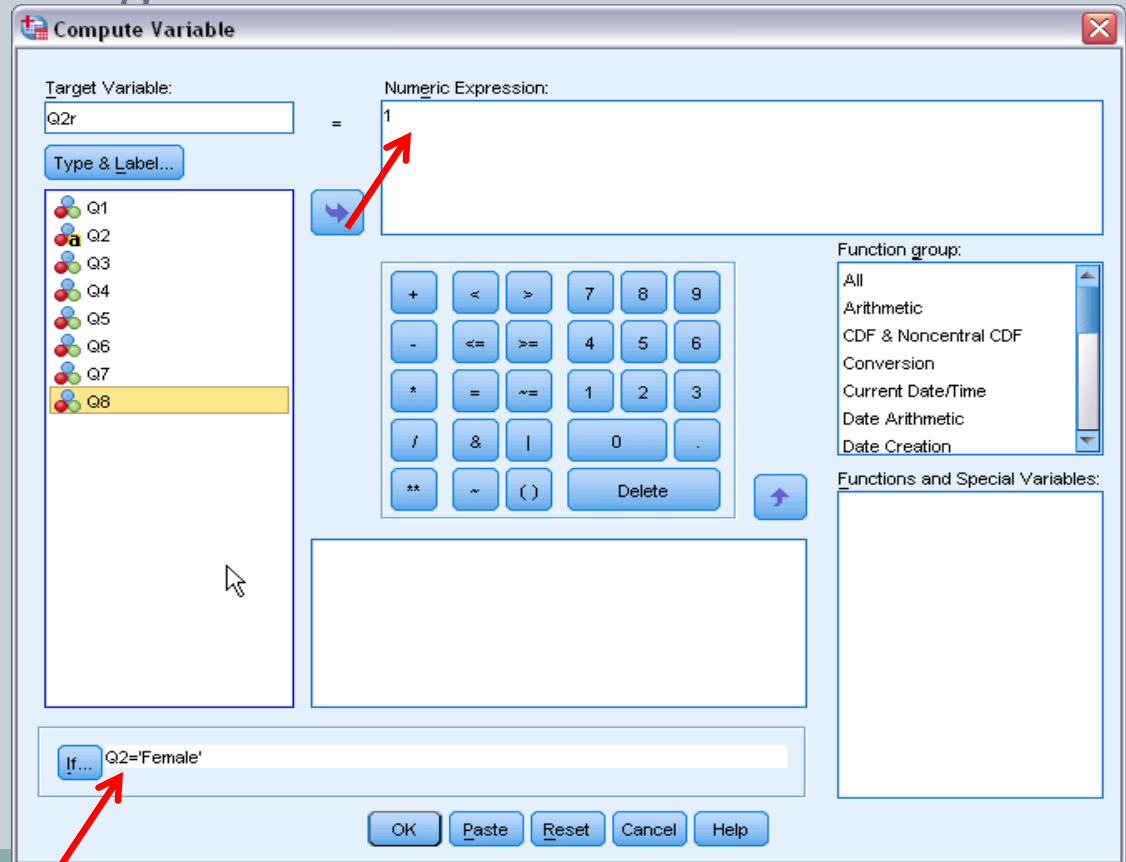 Compute Variable
Target Variable:
Numeric Expression:
Q2r
=
1
Type & Label...
Q1
a Q2
Q3
Q4
Q5
Q6
Q7
Q8
+ < > 7 8 9
- <= >= 4 5 6
* = ~= 1 2 3
/ & | 0 .
** ~ () Delete
Function group:
All
Arithmetic
CDF & Noncentral CDF
Conversion
Current Date/Time
Date Arithmetic
Date Creation
Functions and Special Variables:
If... Q2='Female'
OK Paste Reset Cancel Help